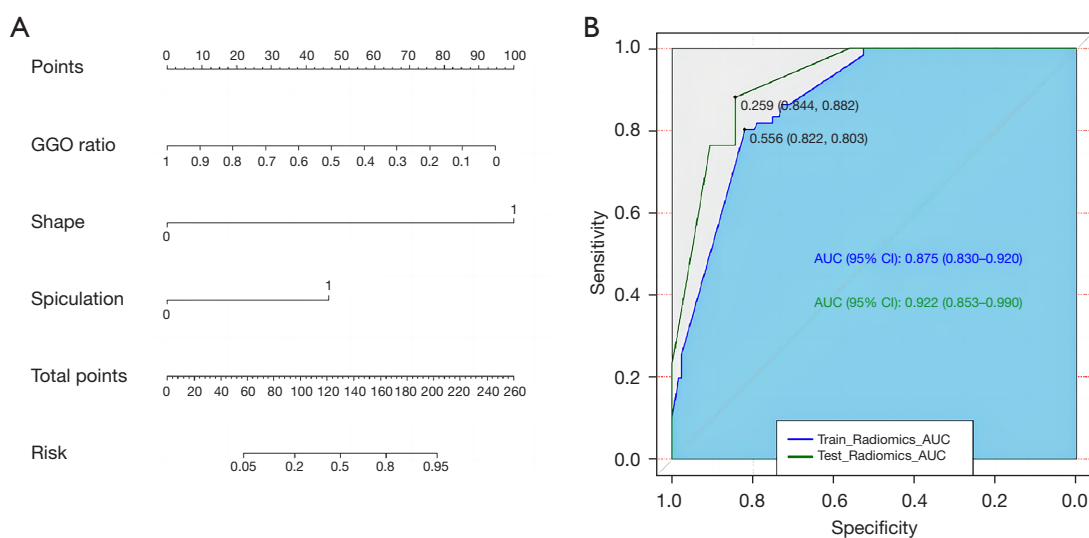 A
Points
0 10 20 30 40 50 60 70 80 90 100
GGO ratio
1 0.9 0.8 0.7 0.6 0.5 0.4 0.3 0.2 0.1 0
Shape
0 1
Spiculation
0 1
Total points
0 20 40 60 80 100 120 140 160 180 200 220 240 260
Risk
0.05 0.2 0.5 0.8 0.95
B
Sensitivity
1.0
0.8
0.6
0.4
0.2
0.0
0.259 (0.844, 0.882)
0.556 (0.822, 0.803)
AUC (95% CI): 0.875 (0.830–0.920)
AUC (95% CI): 0.922 (0.853–0.990)
Train_Radiomics_AUC
Test_Radiomics_AUC
1.0 0.8 0.6 0.4 0.2 0.0
Specificity